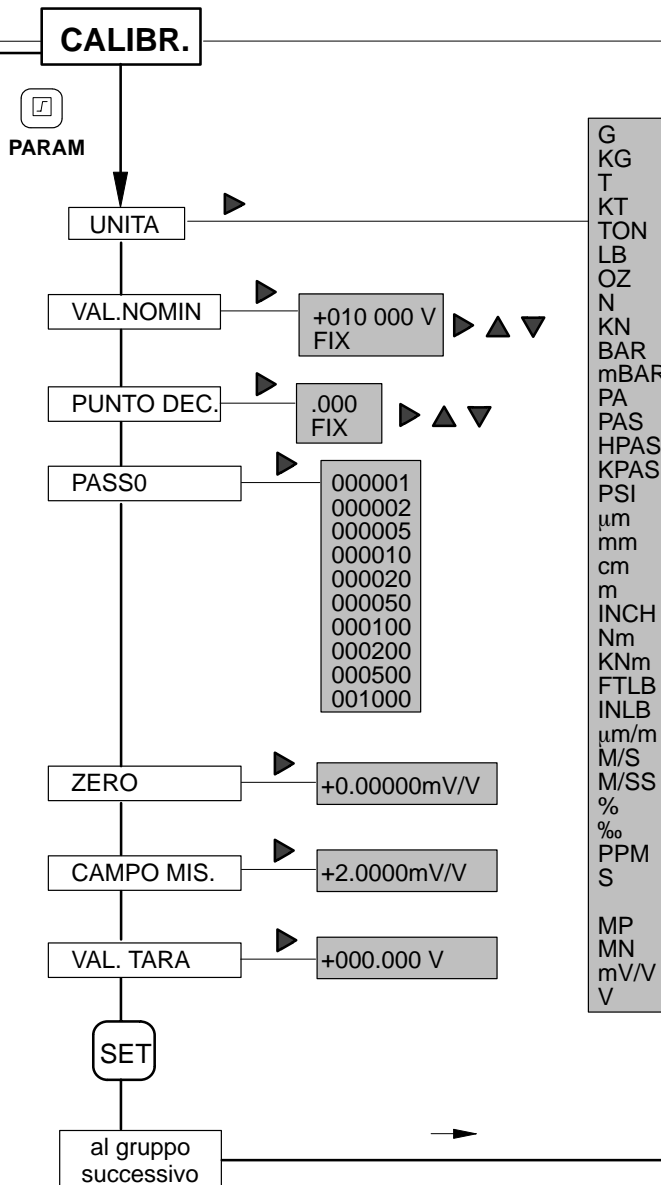 CALIBR.
PARAM
UNITA
G
KG
T
KT
TON
LB
OZ
N
KN
BAR
mBAR
PA
PAS
HPAS
KPAS
PSI
µm
mm
cm
m
INCH
Nm
KNm
FTLB
INLB
µm/m
M/S
M/SS
%
‰
PPM
S
MP
MN
mV/V
V
VAL.NOMIN
+010 000 V
FIX
PUNTO DEC.
.000
FIX
PASS0
000001
000002
000005
000010
000020
000050
000100
000200
000500
001000
ZERO
+0.00000mV/V
CAMPO MIS.
+2.0000mV/V
VAL. TARA
+000.000 V
SET
al gruppo
successivo